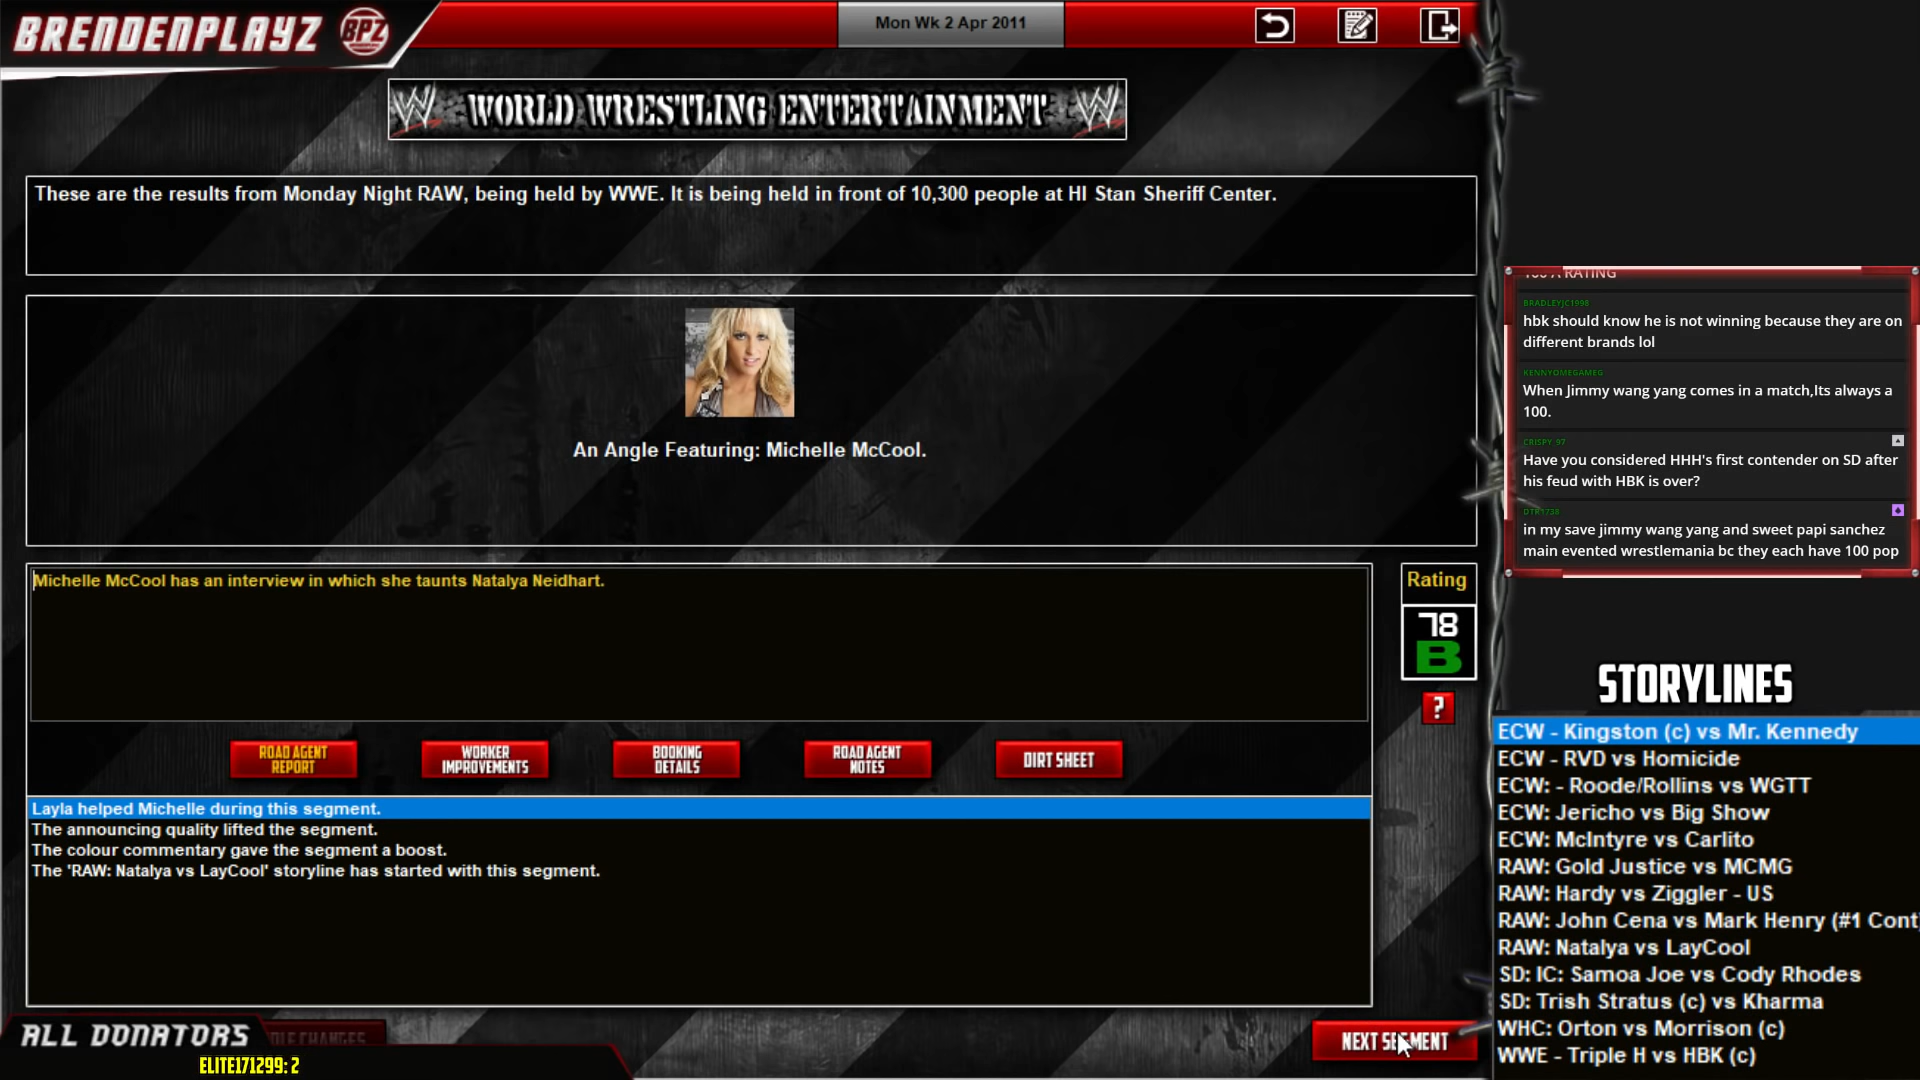 BRENDENPLAYZ BPZ
Mon Wk 2 Apr 2011
W WORLD WRESTLING ENTERTAINMENT W
These are the results from Monday Night RAW, being held by WWE. It is being held in front of 10,300 people at HI Stan Sheriff Center.
An Angle Featuring: Michelle McCool.
Michelle McCool has an interview in which she taunts Natalya Neidhart.
Rating
78
B
?
ROAD AGENT REPORT
WORKER IMPROVEMENTS
BOOKING DETAILS
ROAD AGENT NOTES
DIRT SHEET
Layla helped Michelle during this segment.
The announcing quality lifted the segment.
The colour commentary gave the segment a boost.
The 'RAW: Natalya vs LayCool' storyline has started with this segment.
NEXT SEGMENT
ALL DONATORS
ELITE171299: 2
100 A RATING
BRADLEYJC1998
hbk should know he is not winning because they are on
different brands lol
KENNYOMEGAMEG
When Jimmy wang yang comes in a match,Its always a
100.
CRISPY_97
Have you considered HHH's first contender on SD after
his feud with HBK is over?
DTR1738
in my save jimmy wang yang and sweet papi sanchez
main evented wrestlemania bc they each have 100 pop
STORYLINES
ECW - Kingston (c) vs Mr. Kennedy
ECW - RVD vs Homicide
ECW: - Roode/Rollins vs WGTT
ECW: Jericho vs Big Show
ECW: McIntyre vs Carlito
RAW: Gold Justice vs MCMG
RAW: Hardy vs Ziggler - US
RAW: John Cena vs Mark Henry (#1 Cont
RAW: Natalya vs LayCool
SD: IC: Samoa Joe vs Cody Rhodes
SD: Trish Stratus (c) vs Kharma
WHC: Orton vs Morrison (c)
WWE - Triple H vs HBK (c)